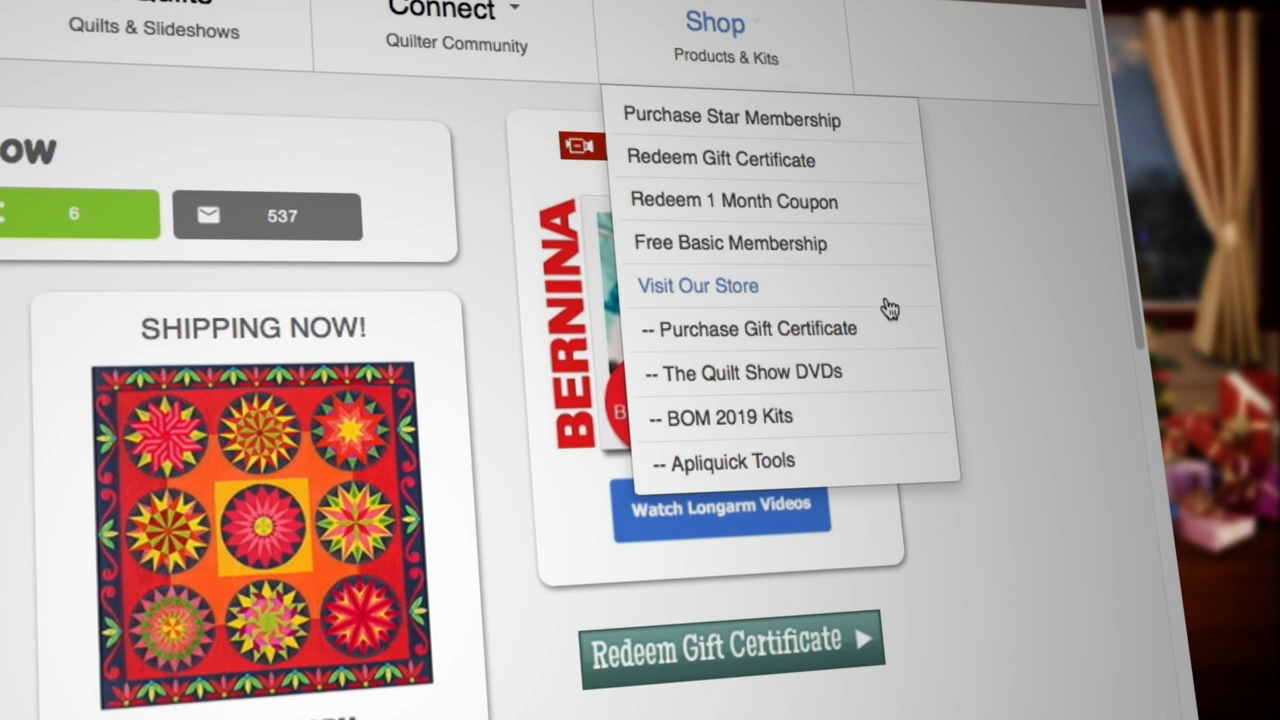 Connect
Shop
Quilts & Slideshows
Quilter Community
Products & Kits
Purchase Star Membership
Redeem Gift Certificate
Redeem 1 Month Coupon
Free Basic Membership
Visit Our Store
-- Purchase Gift Certificate
-- The Quilt Show DVDs
-- BOM 2019 Kits
-- Apliquick Tools
6
537
SHIPPING NOW!
BERNINA
Watch Longarm Videos
Redeem Gift Certificate